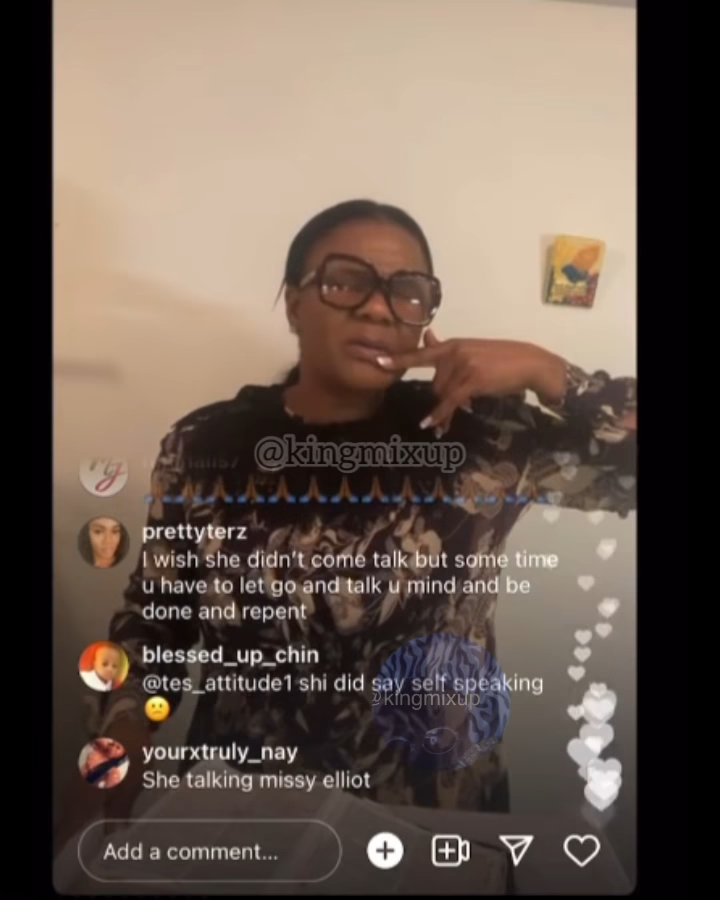 @kingmixup
prettyterz
I wish she didn't come talk but some time
u have to let go and talk u mind and be
done and repent
blessed_up_chin
@tes_attitude1 shi did say self speaking
🙁
@kingmixup
yourxtruly_nay
She talking missy elliot
Add a comment...